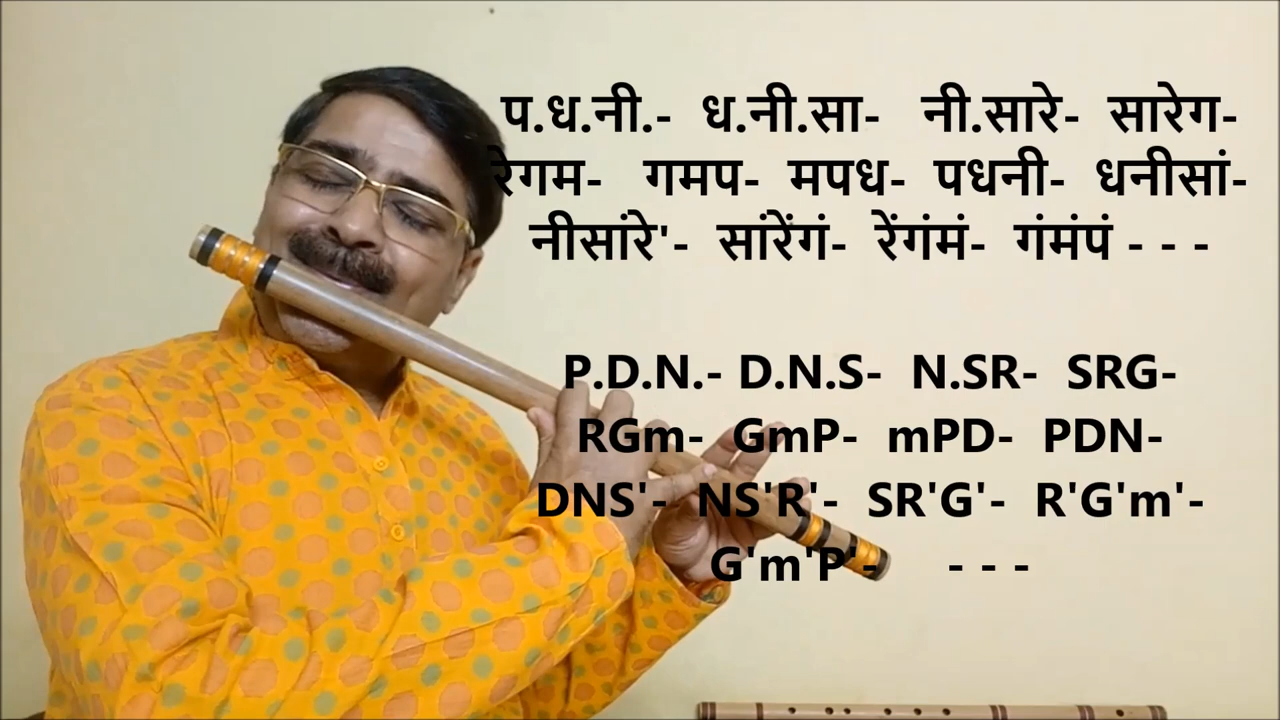 प.ध.नी.- ध.नी.सा- नी.सारे- सारेग-
रेगम- गमप- मपध- पधनी- धनीसां-
नीसांरे'- सांरेंगं- रेंगंमं- गंमंपं - - -
P.D.N.- D.N.S- N.SR- SRG-
RGm- GmP- mPD- PDN-
DNS'- NS'R'- SR'G'- R'G'm'-
G'm'P'- - - -